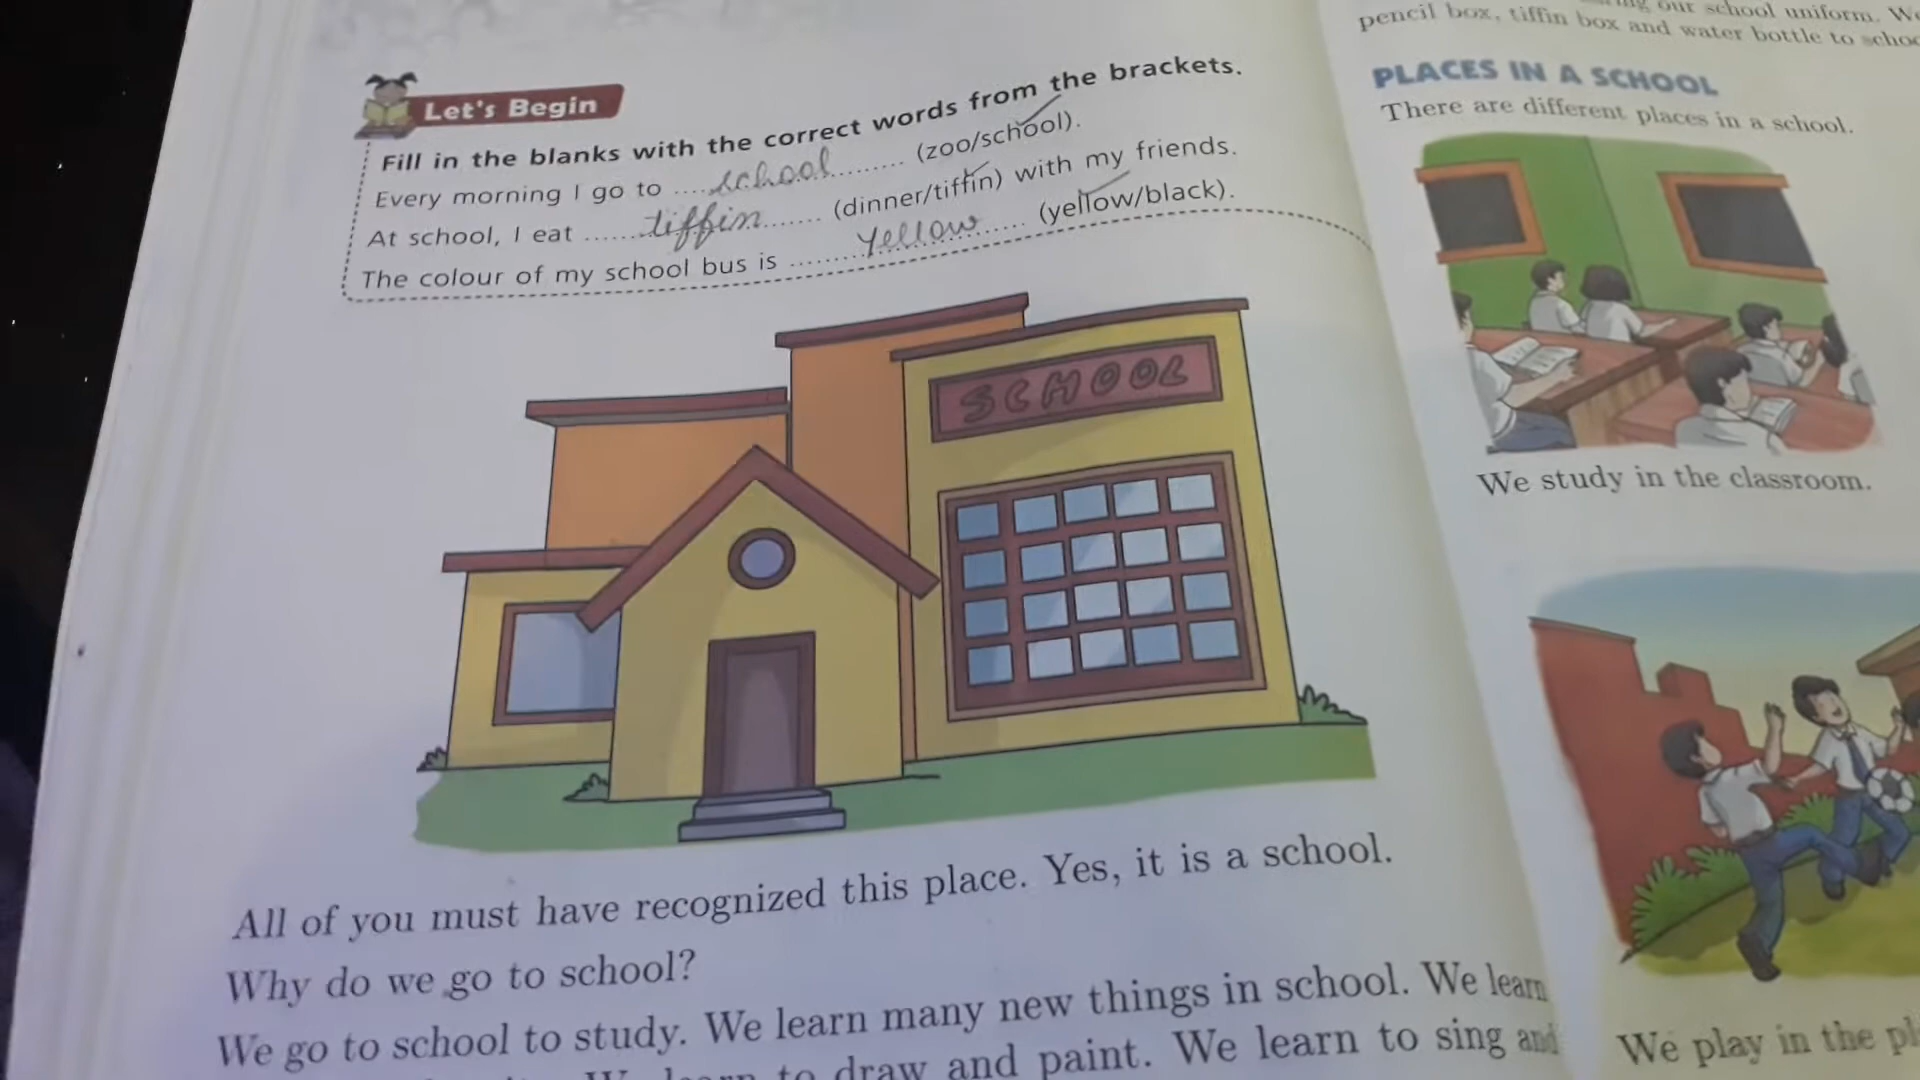 Let's Begin
Fill in the blanks with the correct words from the brackets.
Every morning I go to ....school........ (zoo/school).
At school, I eat ......tiffin...... (dinner/tiffin) with my friends.
The colour of my school bus is ........yellow..... (yellow/black).
SCHOOL
All of you must have recognized this place. Yes, it is a school.
Why do we go to school?
We go to school to study. We learn many new things in school. We learn
to draw and paint. We learn to sing and
our school uniform.
pencil box, tiffin box and water bottle to
PLACES IN A SCHOOL
There are different places in a school.
We study in the classroom.
We play in the